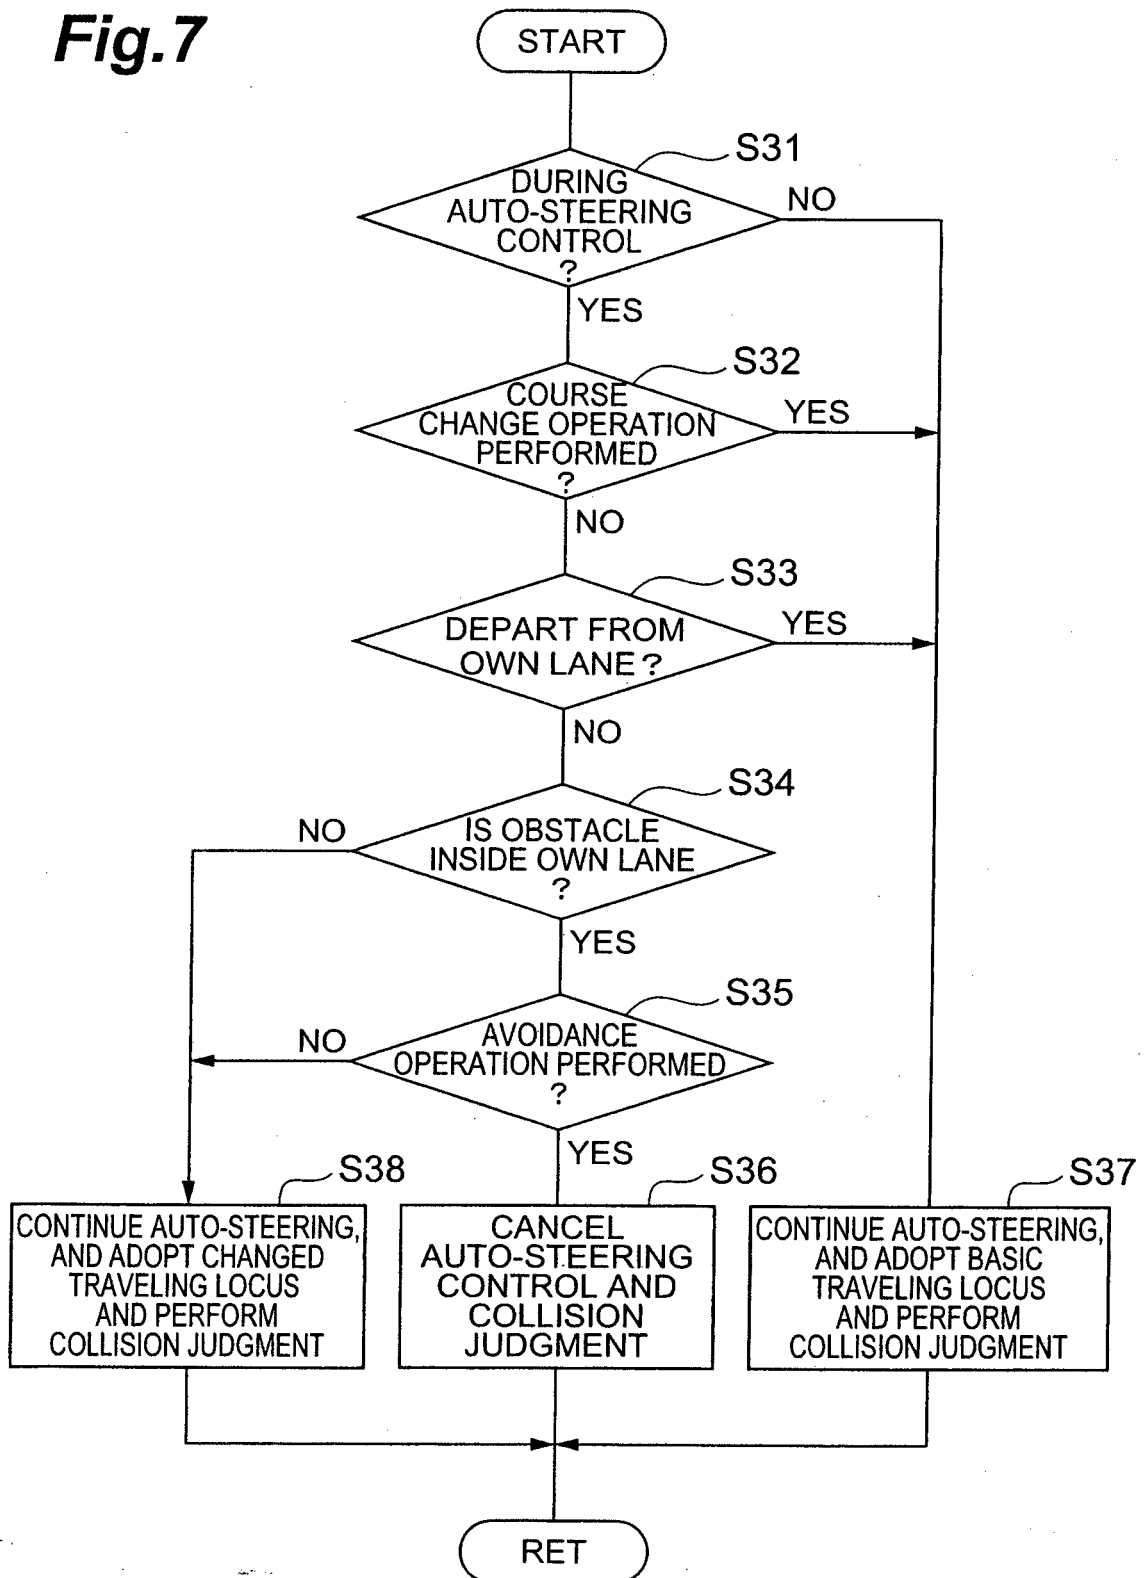 Fig.7
START
S31
DURING
AUTO-STEERING
CONTROL
?
NO
YES
S32
COURSE
CHANGE OPERATION
PERFORMED
?
YES
NO
S33
DEPART FROM
OWN LANE?
YES
NO
S34
IS OBSTACLE
INSIDE OWN LANE
?
NO
YES
S35
AVOIDANCE
OPERATION PERFORMED
?
NO
YES
S38
CONTINUE AUTO-STEERING,
AND ADOPT CHANGED
TRAVELING LOCUS
AND PERFORM
COLLISION JUDGMENT
S36
CANCEL
AUTO-STEERING
CONTROL AND
COLLISION
JUDGMENT
S37
CONTINUE AUTO-STEERING,
AND ADOPT BASIC
TRAVELING LOCUS
AND PERFORM
COLLISION JUDGMENT
RET